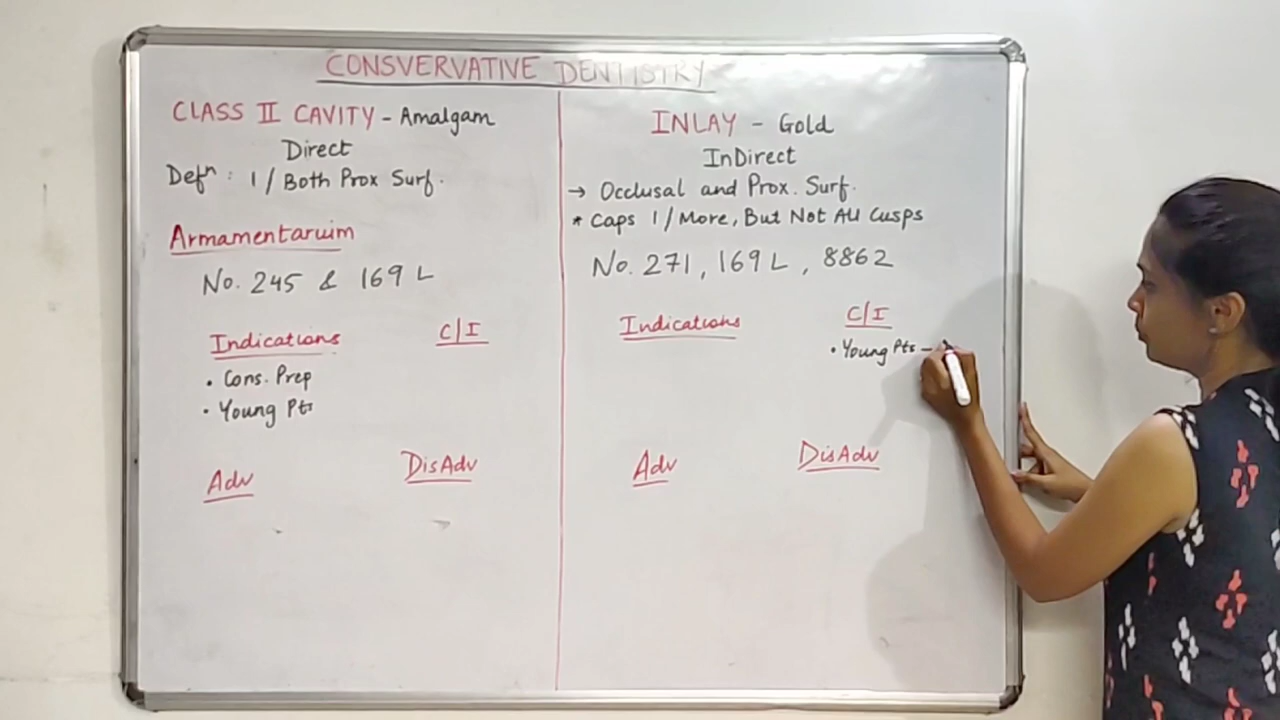 CONSVERVATIVE DENTISTRY
CLASS II CAVITY - Amalgam
Direct
Defn : 1 / Both Prox Surf.
Armamentaruim
No. 245 & 169 L
Indications
C/I
• Cons. Prep
• Young Pts
Adv
DisAdv
INLAY - Gold
InDirect
→ Occlusal and Prox. Surf.
* Caps 1 / More, But Not All Cusps
No. 271, 169 L, 8862
Indications
C/I
• Young Pts -
Adv
DisAdv